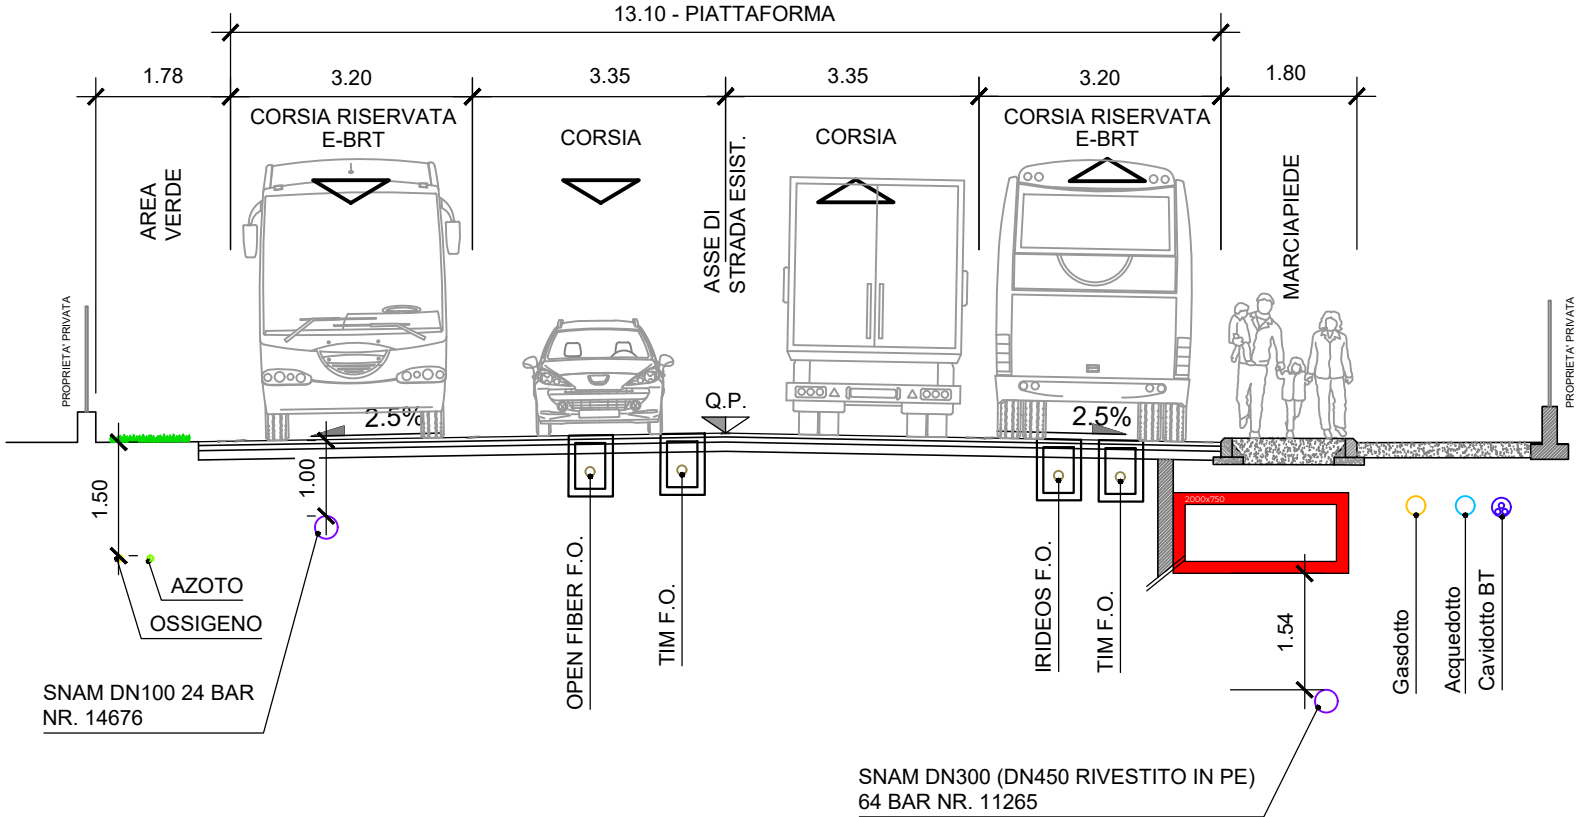 13.10 - PIATTAFORMA
1.78
3.20
3.35
3.35
3.20
1.80
CORSIA RISERVATA
E-BRT
CORSIA
CORSIA
CORSIA RISERVATA
E-BRT
AREA
VERDE
ASSE DI
STRADA ESIST.
MARCIAPIEDE
PROPRIETA' PRIVATA
PROPRIETA' PRIVATA
2.5%
Q.P.
2.5%
1.50
1.00
2000x750
AZOTO
OSSIGENO
OPEN FIBER F.O.
TIM F.O.
IRIDEOS F.O.
TIM F.O.
1.54
Gasdotto
Acquedotto
Cavidotto BT
SNAM DN100 24 BAR
NR. 14676
SNAM DN300 (DN450 RIVESTITO IN PE)
64 BAR NR. 11265